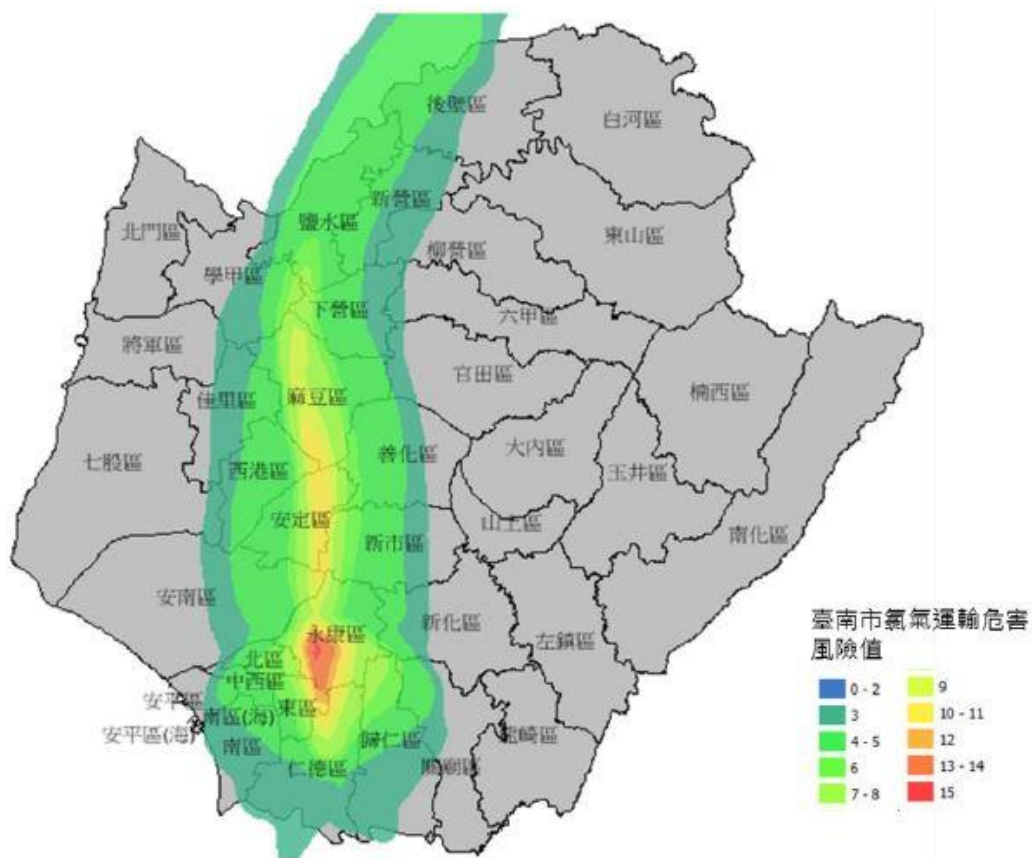 後壁區
白河區
新營區
鹽水區
北門區
東山區
柳營區
學甲區
下營區
六甲區
將軍區
官田區
楠西區
麻豆區
佳里區
大內區
善化區
七股區
西港區
玉井區
安定區
山上區
南化區
新市區
安南區
新化區
永康區
左鎮區
北區
中西區
安平區
東區
南區(海)
龍崎區
安平區(海)
歸仁區
南區
關廟區
仁德區
臺南市氯氣運輸危害
風險值
0 - 2
3
4 - 5
6
7 - 8
9
10 - 11
12
13 - 14
15